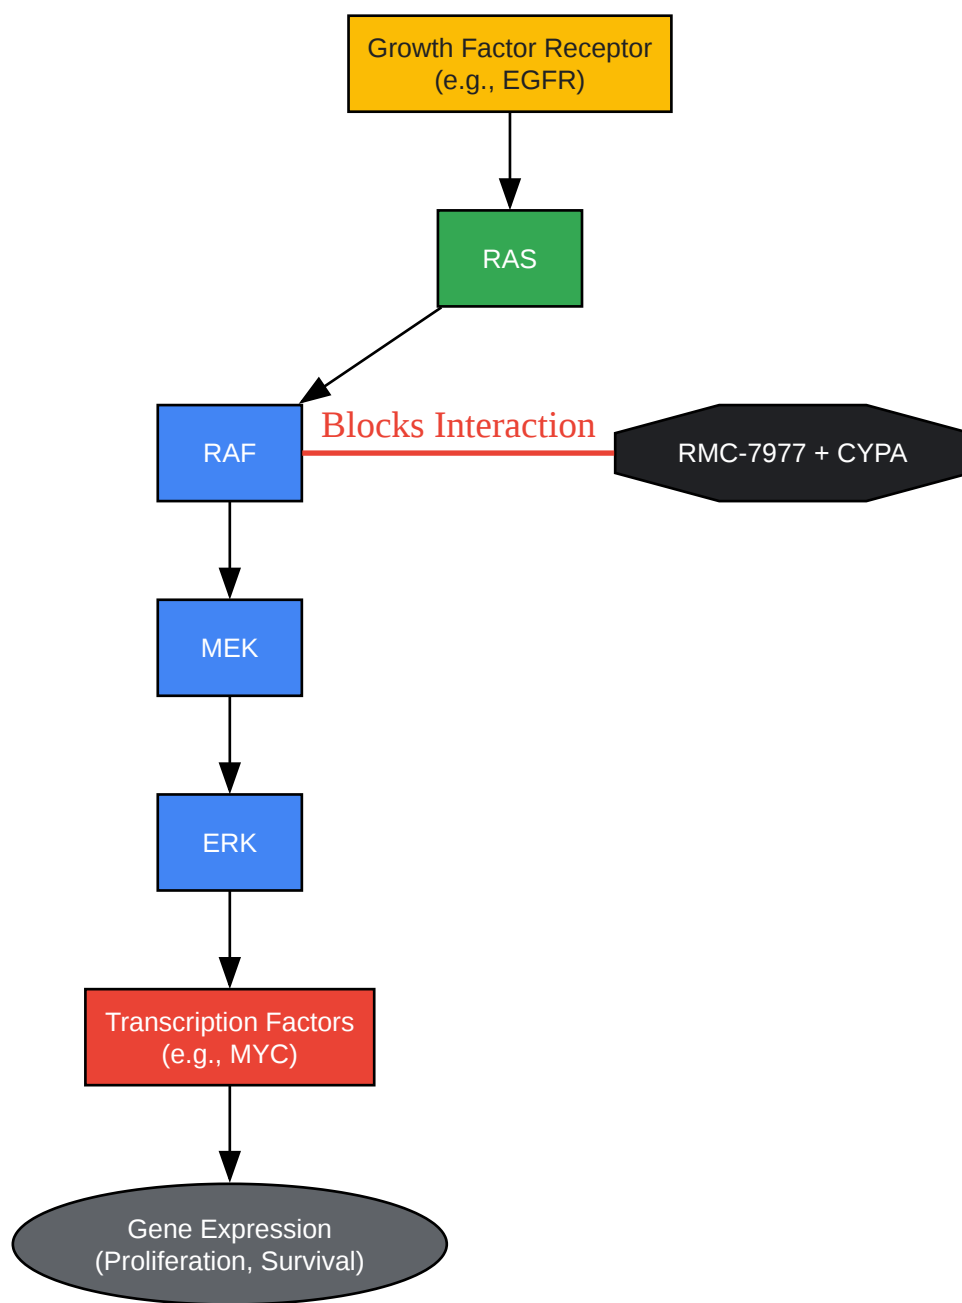 Growth Factor Receptor
(e.g., EGFR)
RAS
Blocks Interaction
RAF
RMC-7977 + CYPA
MEK
ERK
Transcription Factors
(e.g., MYC)
Gene Expression
(Proliferation, Survival)